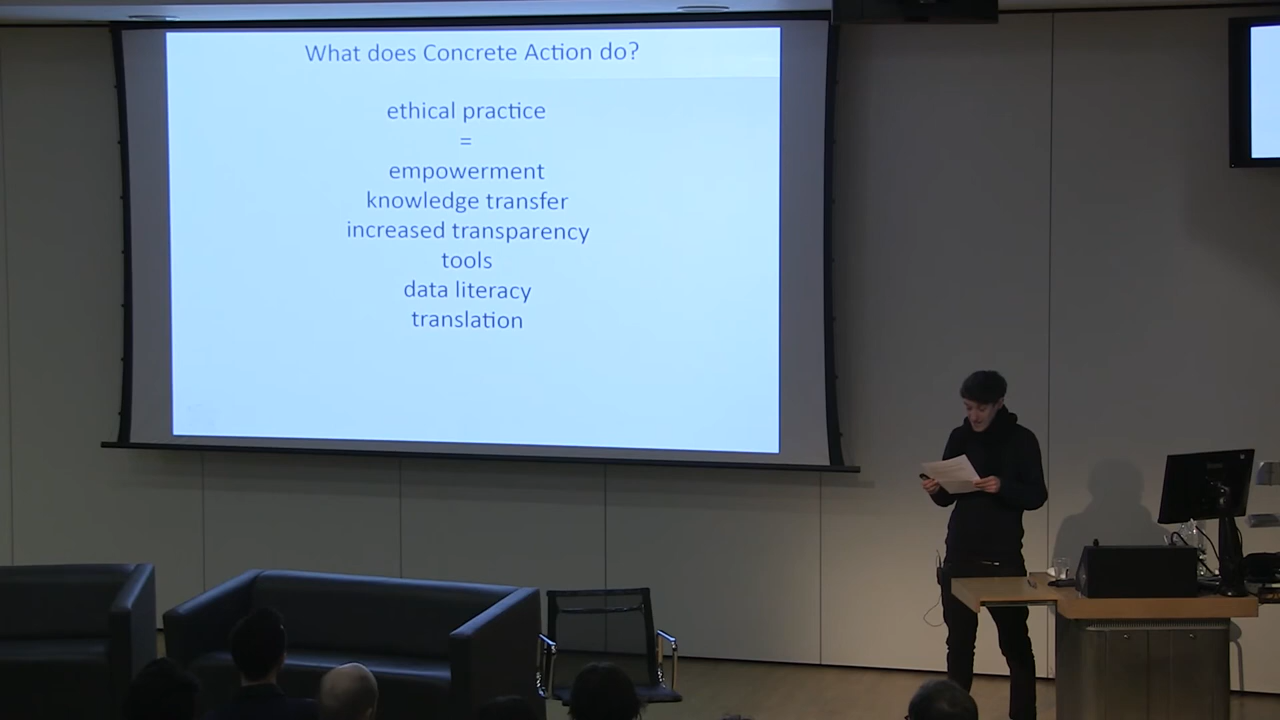 What does Concrete Action do?
ethical practice
=
empowerment
knowledge transfer
increased transparency
tools
data literacy
translation